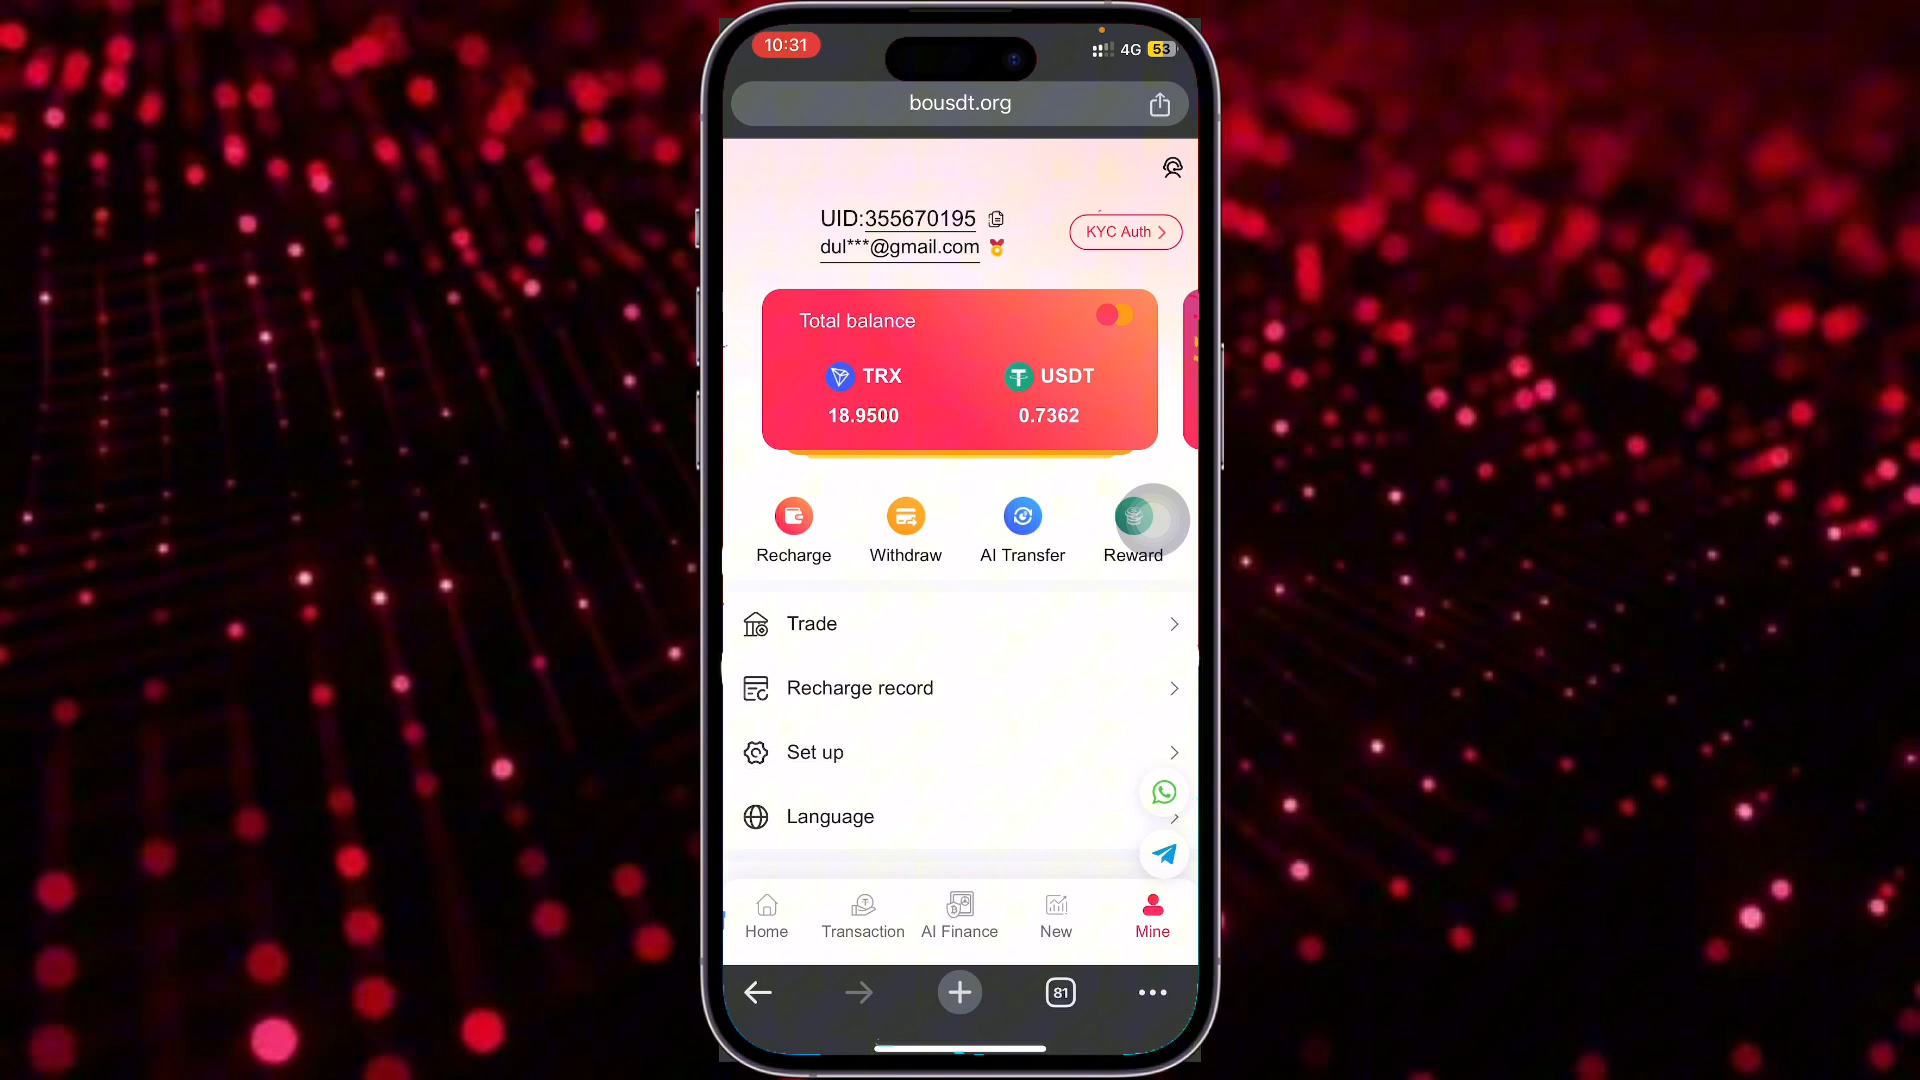 10:31
4G 53
bousdt.org
UID:355670195
dul***@gmail.com
KYC Auth
Total balance
TRX USDT
18.9500 0.7362
Recharge Withdraw AI Transfer Reward
Trade
Recharge record
Set up
Language
Home Transaction AI Finance New Mine
81